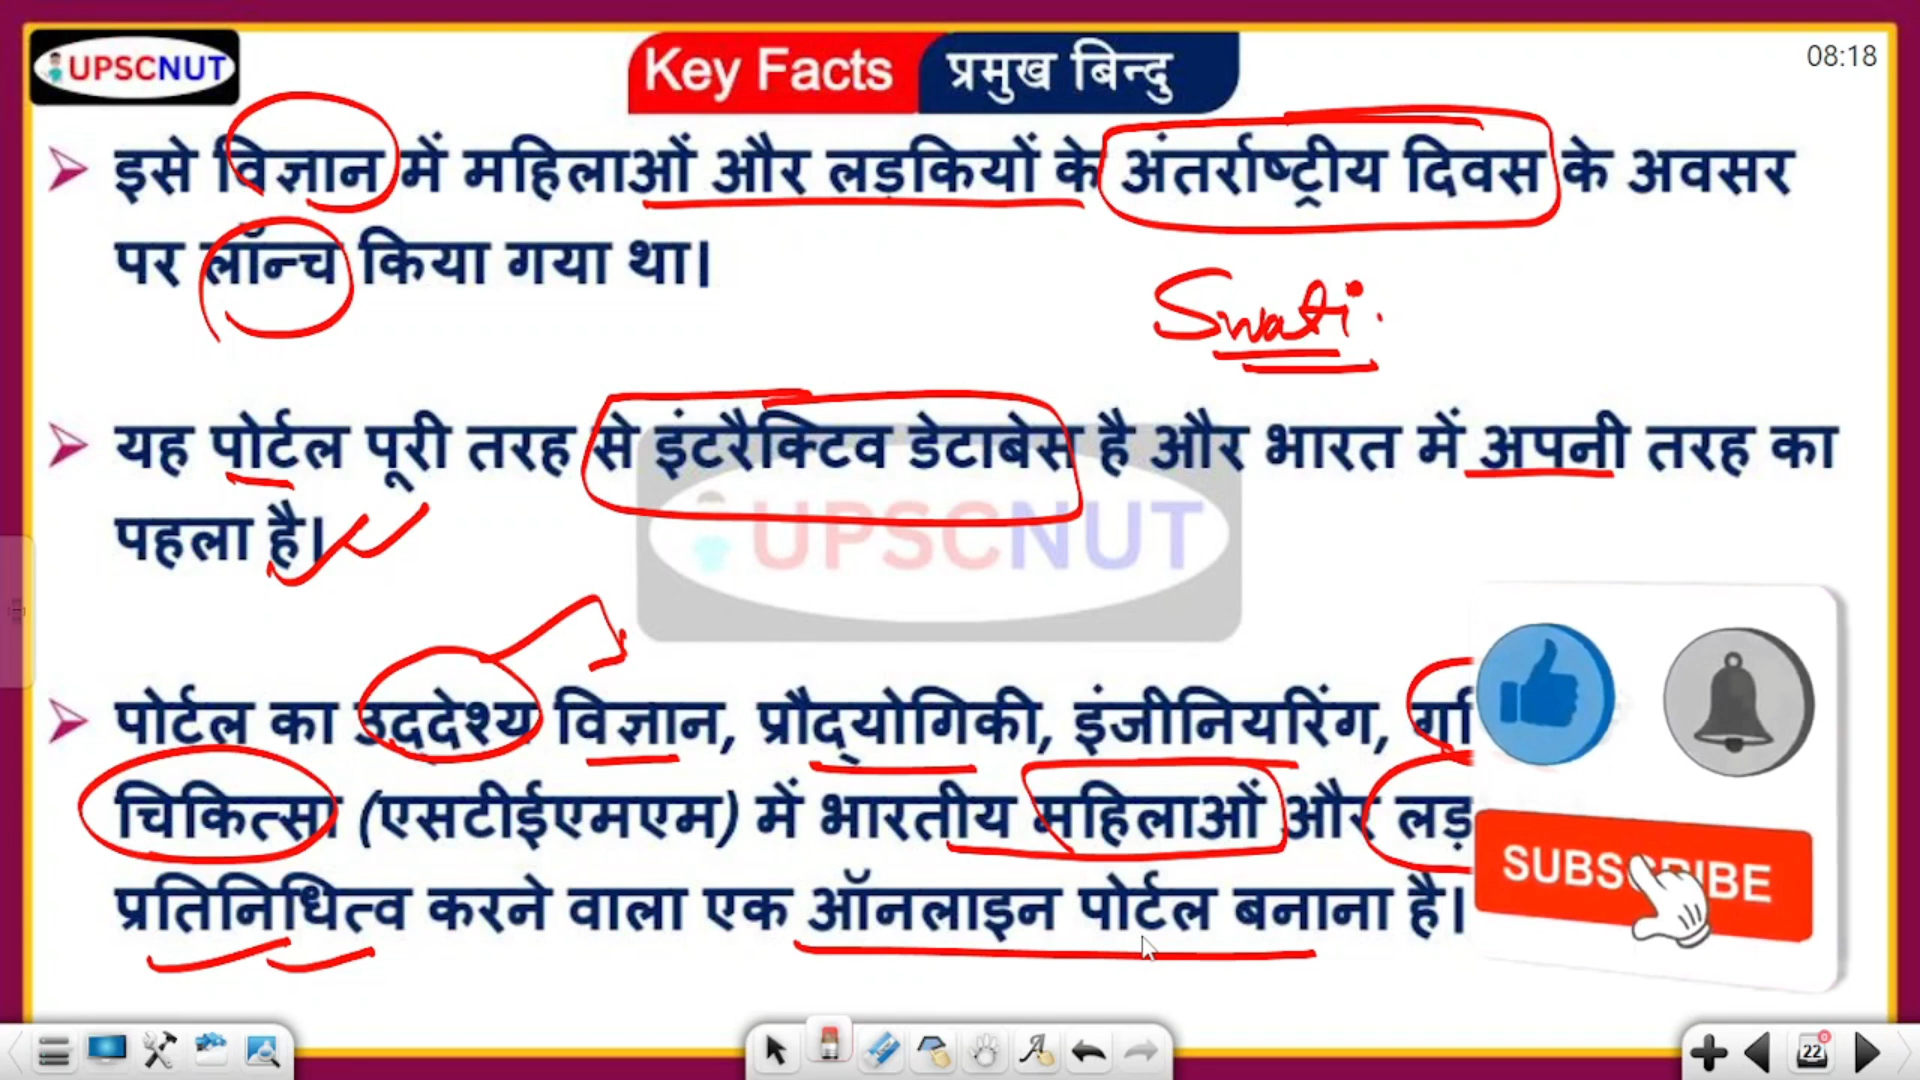 UPSCNUT
Key Facts प्रमुख बिन्दु
08:18
इसे विज्ञान में महिलाओं और लड़कियों के अंतर्राष्ट्रीय दिवस के अवसर
पर लॉन्च किया गया था।
Swati.
यह पोर्टल पूरी तरह से इंटरैक्टिव डेटाबेस है और भारत में अपनी तरह का
पहला है।
UPSCNUT
पोर्टल का उददेश्य विज्ञान, प्रौद्योगिकी, इंजीनियरिंग,
चिकित्सा (एसटीईएमएम) में भारतीय महिलाओं और
प्रतिनिधित्व करने वाला एक ऑनलाइन पोर्टल बनाना है।
SUBSCRIBE
22